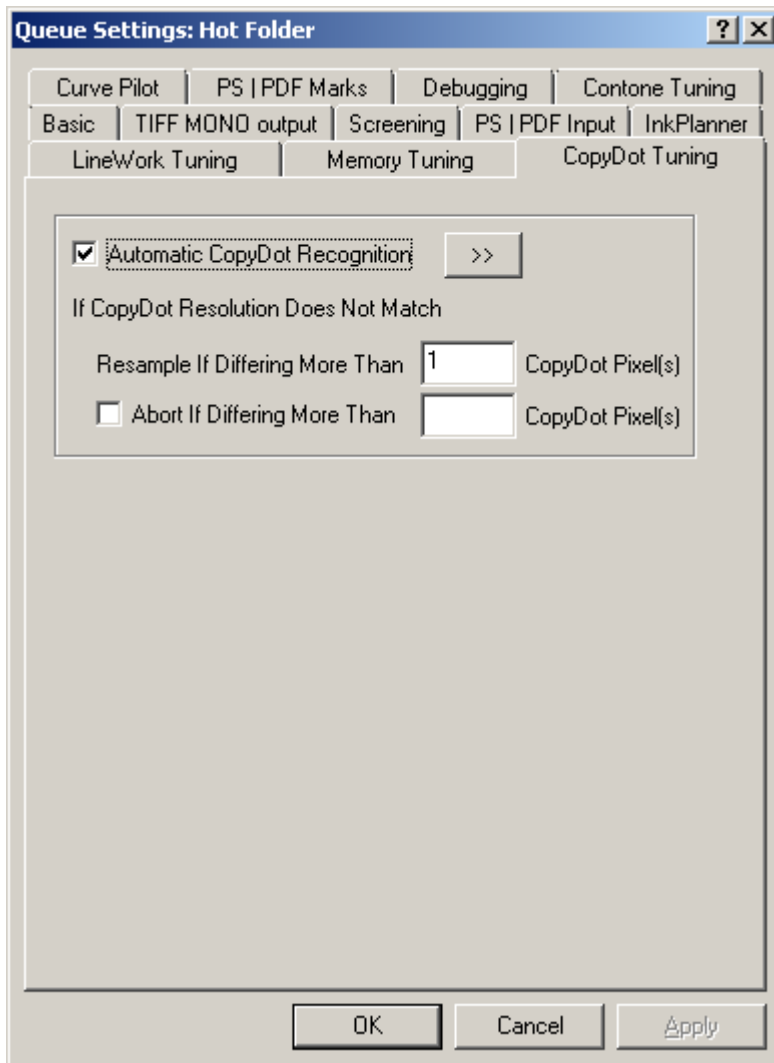 Queue Settings: Hot Folder
Curve Pilot PS | PDF Marks Debugging Contone Tuning
Basic TIFF MONO output Screening PS | PDF Input InkPlanner
LineWork Tuning Memory Tuning CopyDot Tuning
Automatic CopyDot Recognition >>
If CopyDot Resolution Does Not Match
Resample If Differing More Than 1 CopyDot Pixel(s)
Abort If Differing More Than CopyDot Pixel(s)
OK Cancel Apply